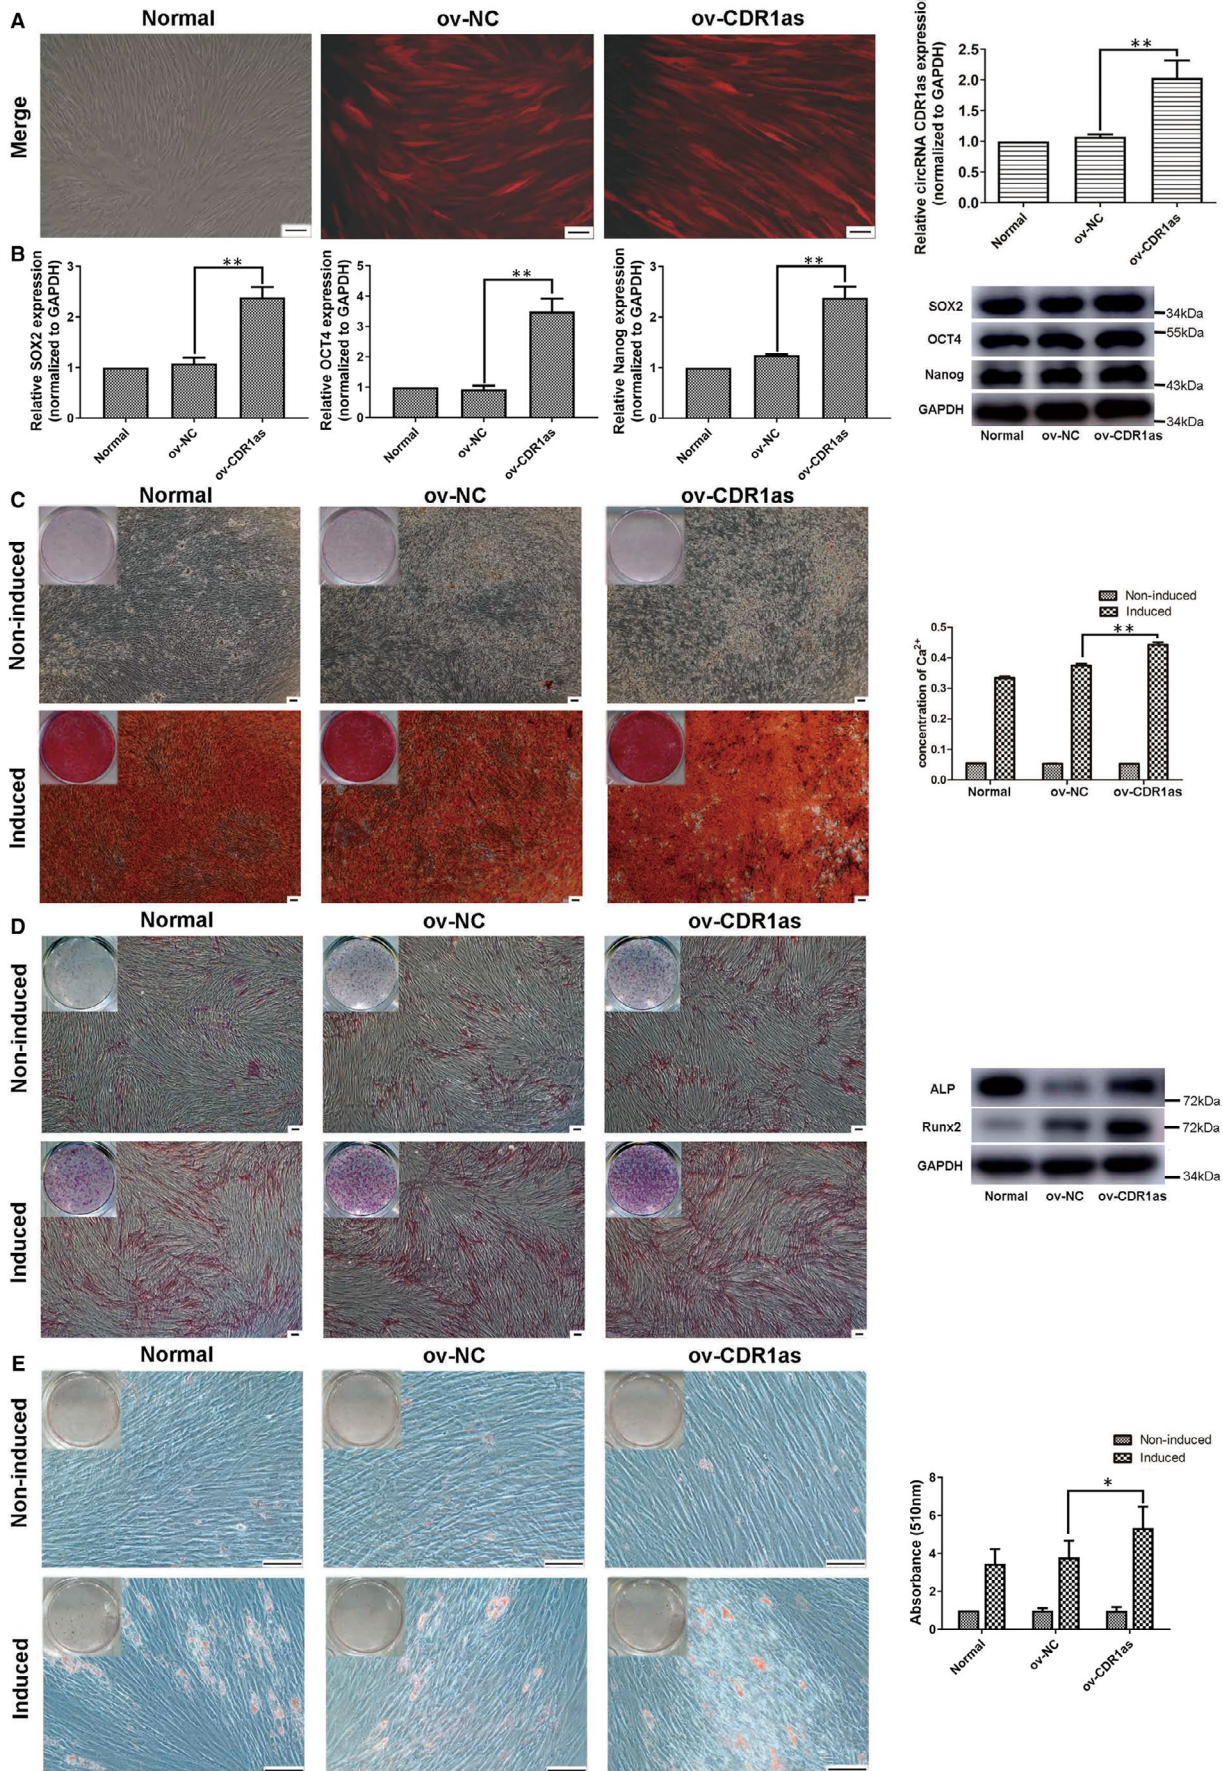 A
Normal
ov-NC
ov-CDR1as
Merge
Relative circRNA CDR1as expression
(normalized to GAPDH)
2.5
2.0
1.5
1.0
0.5
0.0
**
Normal
ov-NC
ov-CDR1as
B
Relative SOX2 expression
(normalized to GAPDH)
3
2
1
0
**
Normal
ov-NC
ov-CDR1as
Relative OCT4 expression
(normalized to GAPDH)
5
4
3
2
1
0
**
Normal
ov-NC
ov-CDR1as
Relative Nanog expression
(normalized to GAPDH)
3
2
1
0
**
Normal
ov-NC
ov-CDR1as
SOX2
34kDa
OCT4
55kDa
Nanog
43kDa
GAPDH
34kDa
Normal ov-NC ov-CDR1as
C
Normal
ov-NC
ov-CDR1as
Non-induced
Induced
Non-induced
Induced
concentration of Ca2+
0.5
0.4
0.3
0.2
0.1
0.0
**
Normal
ov-NC
ov-CDR1as
D
Normal
ov-NC
ov-CDR1as
Non-induced
Induced
ALP
72kDa
Runx2
72kDa
GAPDH
34kDa
Normal ov-NC ov-CDR1as
E
Normal
ov-NC
ov-CDR1as
Non-induced
Induced
Non-induced
Induced
Absorbance (510nm)
8
6
4
2
0
*
Normal
ov-NC
ov-CDR1as